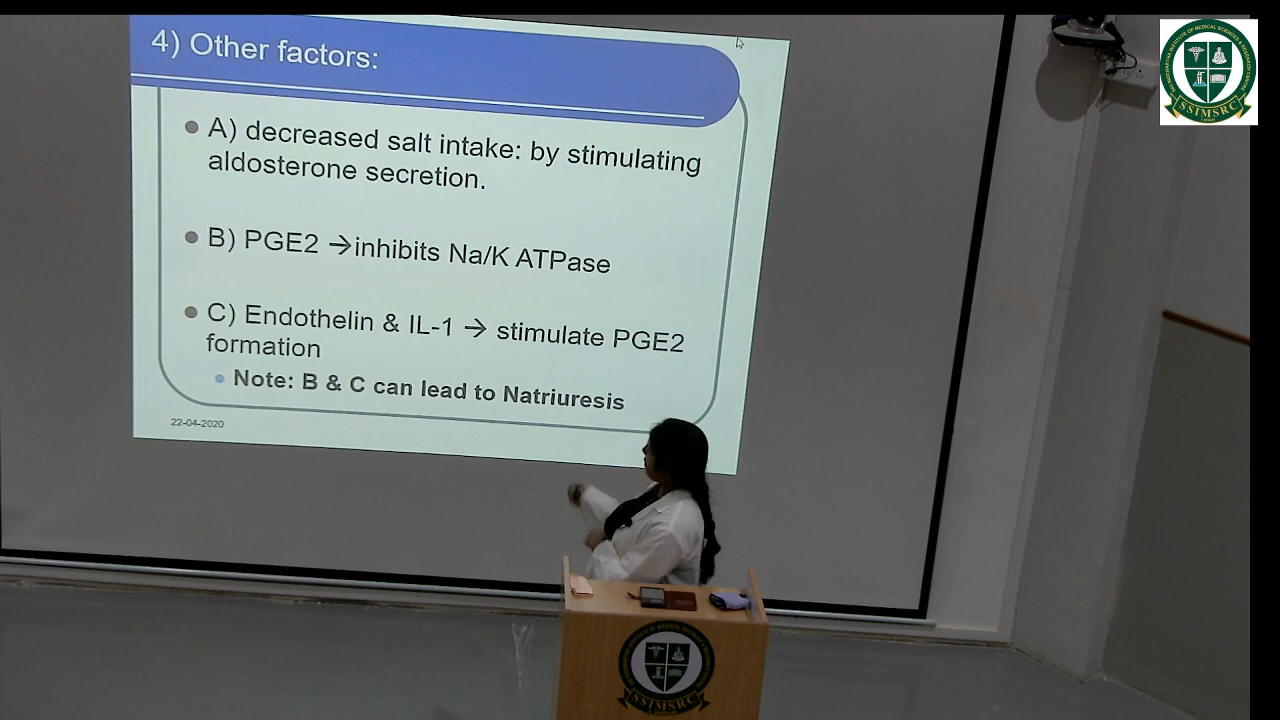 4) Other factors:
A) decreased salt intake: by stimulating
aldosterone secretion.
B) PGE2 →inhibits Na/K ATPase
C) Endothelin & IL-1 → stimulate PGE2
formation
Note: B & C can lead to Natriuresis
22-04-2020
SSIMSRC
SSIMSRC